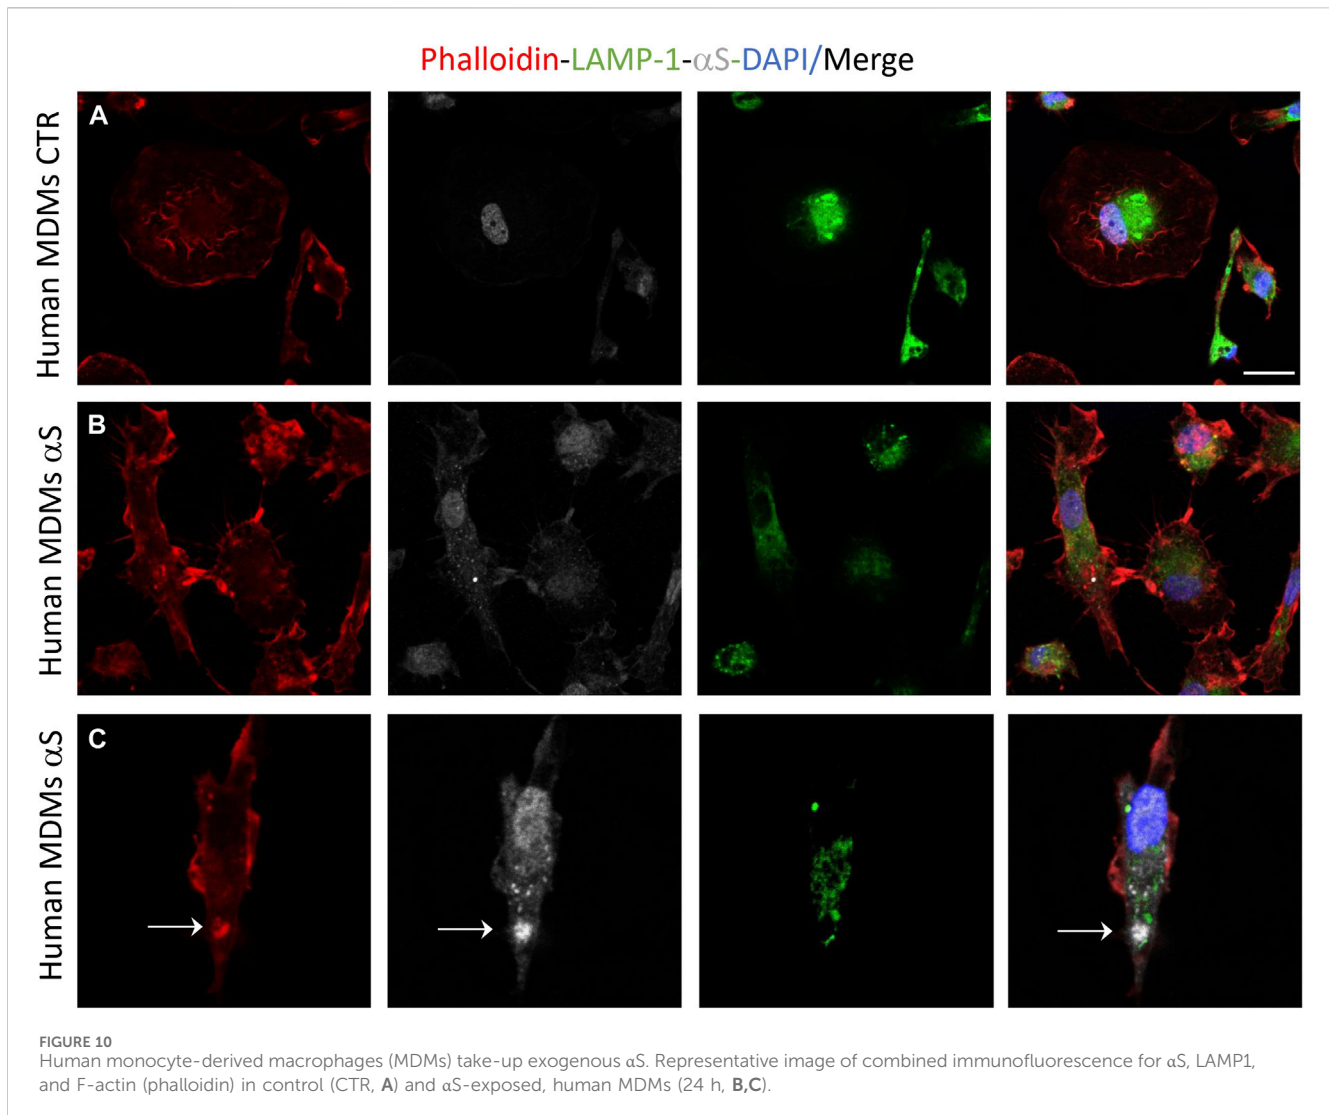 Phalloidin-LAMP-1-αS-DAPI/Merge
Human MDMs CTR
A
Human MDMs αS
B
Human MDMs αS
C
FIGURE 10
Human monocyte-derived macrophages (MDMs) take-up exogenous αS. Representative image of combined immunofluorescence for αS, LAMP1,
and F-actin (phalloidin) in control (CTR, A) and αS-exposed, human MDMs (24 h, B,C).